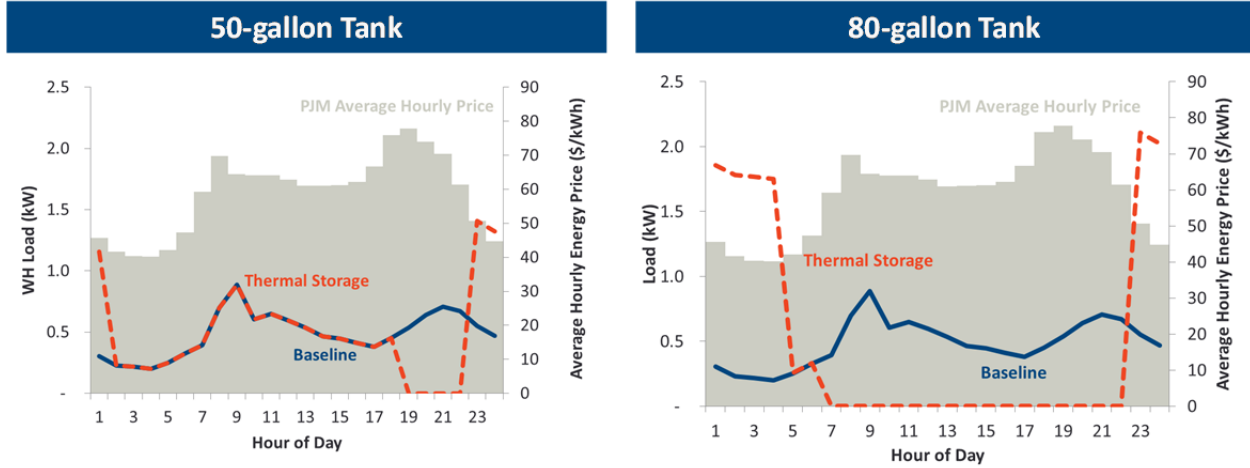 50-gallon Tank
WH Load (kW)
2.5
2.0
1.5
1.0
0.5
-
PJM Average Hourly Price
Thermal Storage
Baseline
90
80
70
60
50
40
30
20
10
0
Average Hourly Energy Price ($/kWh)
1 3 5 7 9 11 13 15 17 19 21 23
Hour of Day
80-gallon Tank
Load (kW)
2.5
2.0
1.5
1.0
0.5
-
PJM Average Hourly Price
Thermal Storage
Baseline
90
80
70
60
50
40
30
20
10
0
Average Hourly Energy Price ($/kWh)
1 3 5 7 9 11 13 15 17 19 21 23
Hour of Day